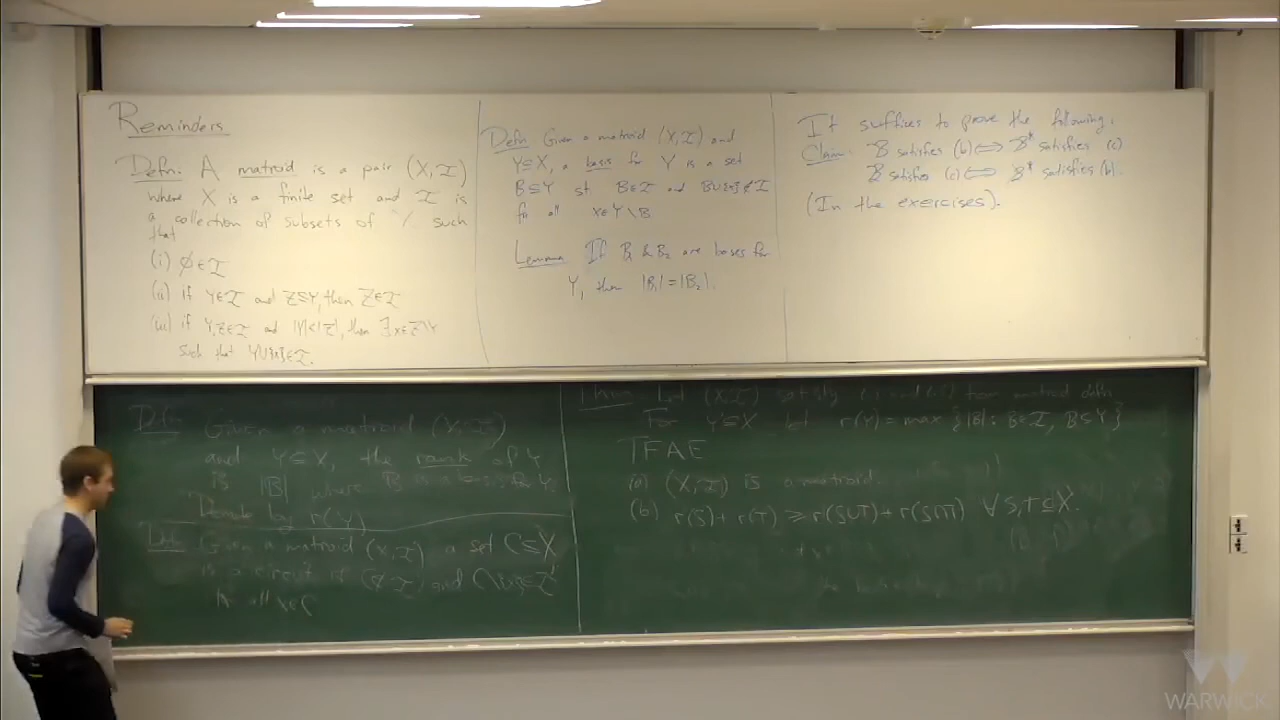 Reminders
Defn: A matroid is a pair (X, I)
where X is a finite set and I is
a collection of subsets of X such
that
(i) ∅ ∈ I
(ii) if Y∈I and Z⊆Y, then Z∈I
(iii) if Y,Z∈I and |Y|<|Z|, then ∃x∈Z\Y
such that Y∪{x}∈I.
Defn Given a matroid (X, I) and
Y⊆X, a basis for Y is a set
B⊆Y st. B∈I and B∪{x}∉I
for all x∈Y\B
Lemma If B₁ & B₂ are bases for
Y, then |B₁|=|B₂|.
It suffices to prove the following:
Claim: B satisfies (b) ⟺ B* satisfies (c)
B satisfies (c) ⟺ B* satisfies (b).
(In the exercises).
Defn Given a matroid (X, I)
and Y⊆X, the rank of Y
is |B| where B is a basis for Y.
Denote by r(Y)
Def Given a matroid (X, I) a set C⊆X
is a circuit if C∉I and C\{x}∈I
for all x∈C
Thm Let (X, I) satisfy (i) and (ii) for matroid defn.
For Y⊆X let r(Y) = max {|B|: B∈I, B⊆Y}
TFAE
(a) (X, I) is a matroid.
(b) r(S)+r(T) ≥ r(S∪T)+r(S∩T) ∀S,T⊆X.
WARWICK